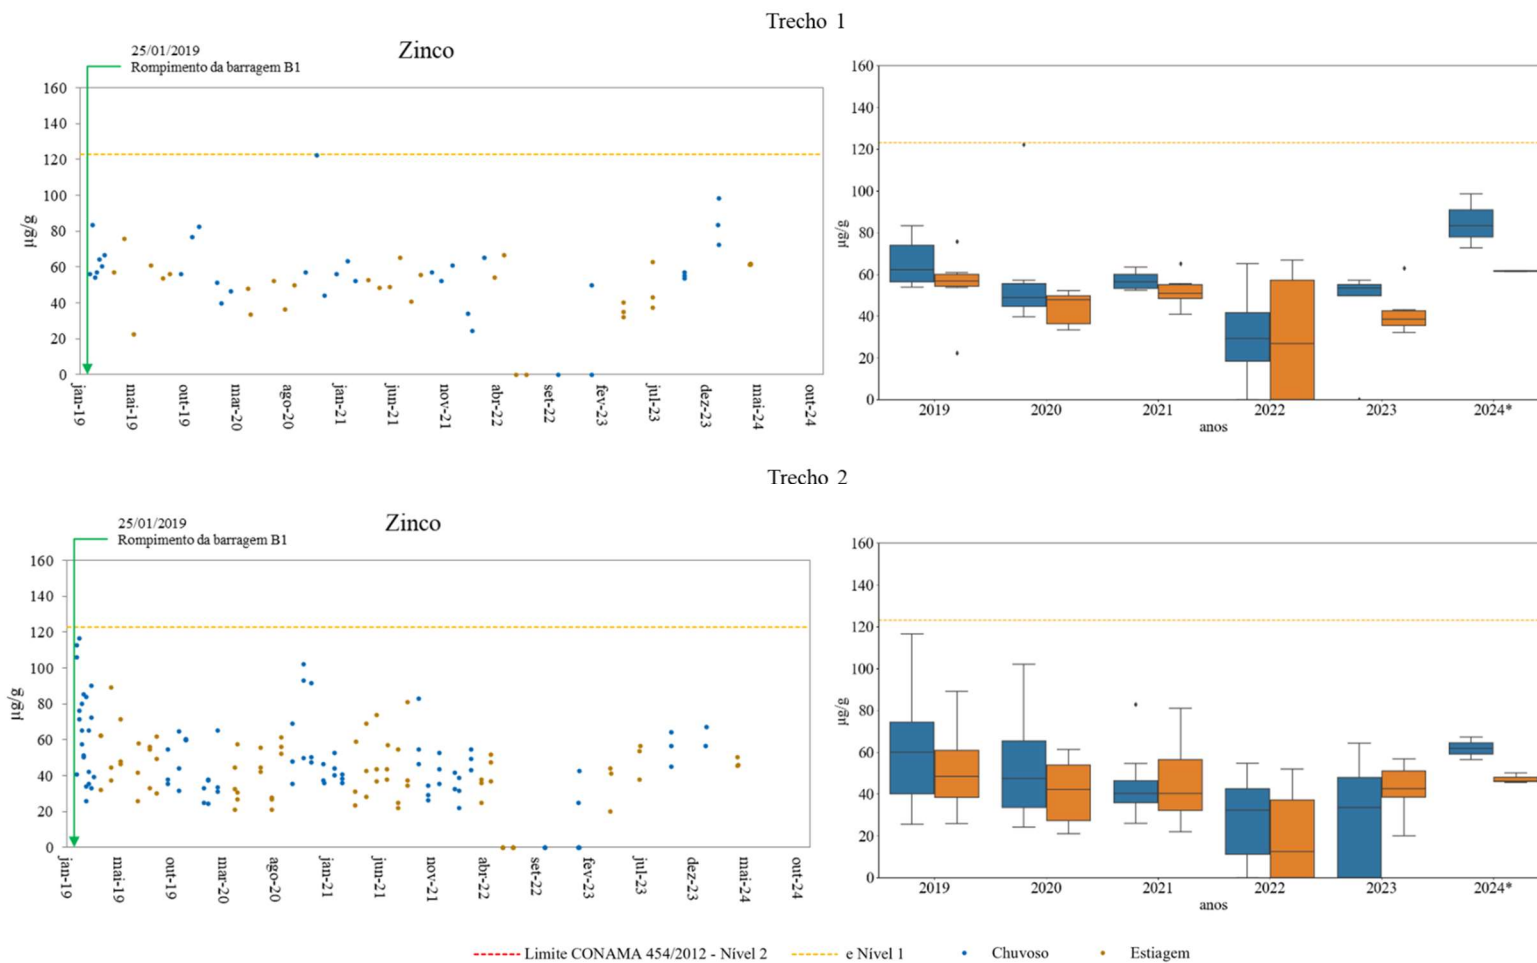 Trecho 1
25/01/2019
Rompimento da barragem B1
Zinco
µg/g
160
140
120
100
80
60
40
20
0
jan-19
mai-19
out-19
mar-20
ago-20
jan-21
jun-21
nov-21
abr-22
set-22
fev-23
jul-23
dez-23
mai-24
out-24
µg/g
160
140
120
100
80
60
40
20
0
2019
2020
2021
2022
2023
2024*
anos
Trecho 2
25/01/2019
Rompimento da barragem B1
Zinco
µg/g
160
140
120
100
80
60
40
20
0
jan-19
mai-19
out-19
mar-20
ago-20
jan-21
jun-21
nov-21
abr-22
set-22
fev-23
jul-23
dez-23
mai-24
out-24
µg/g
160
140
120
100
80
60
40
20
0
2019
2020
2021
2022
2023
2024*
anos
Limite CONAMA 454/2012 - Nível 2
e Nível 1
Chuvoso
Estiagem